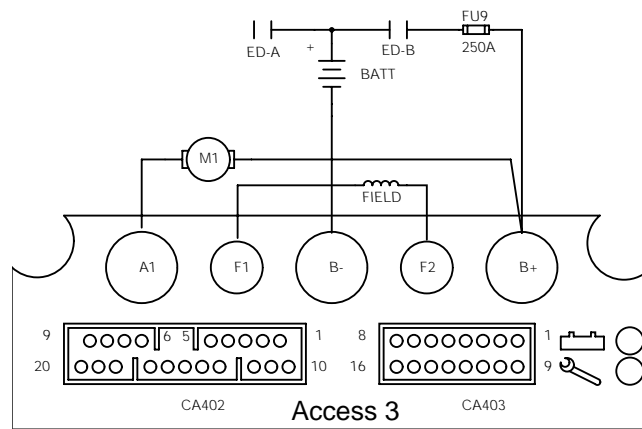 FU9
ED-A
+
ED-B
250A
BATT
M1
FIELD
A1
F1
B-
F2
B+
9
6
5
1
8
1
20
10
16
9
CA402
Access 3
CA403